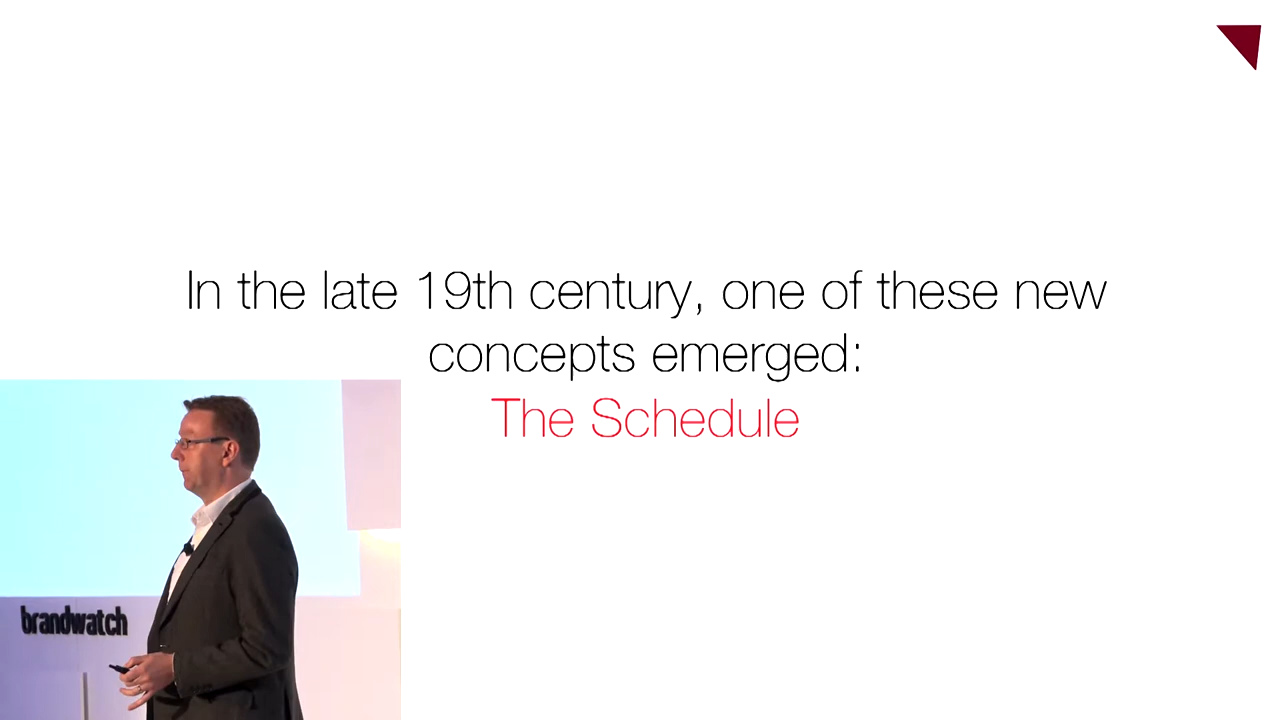 In the late 19th century, one of these new
concepts emerged:
The Schedule
brandwatch